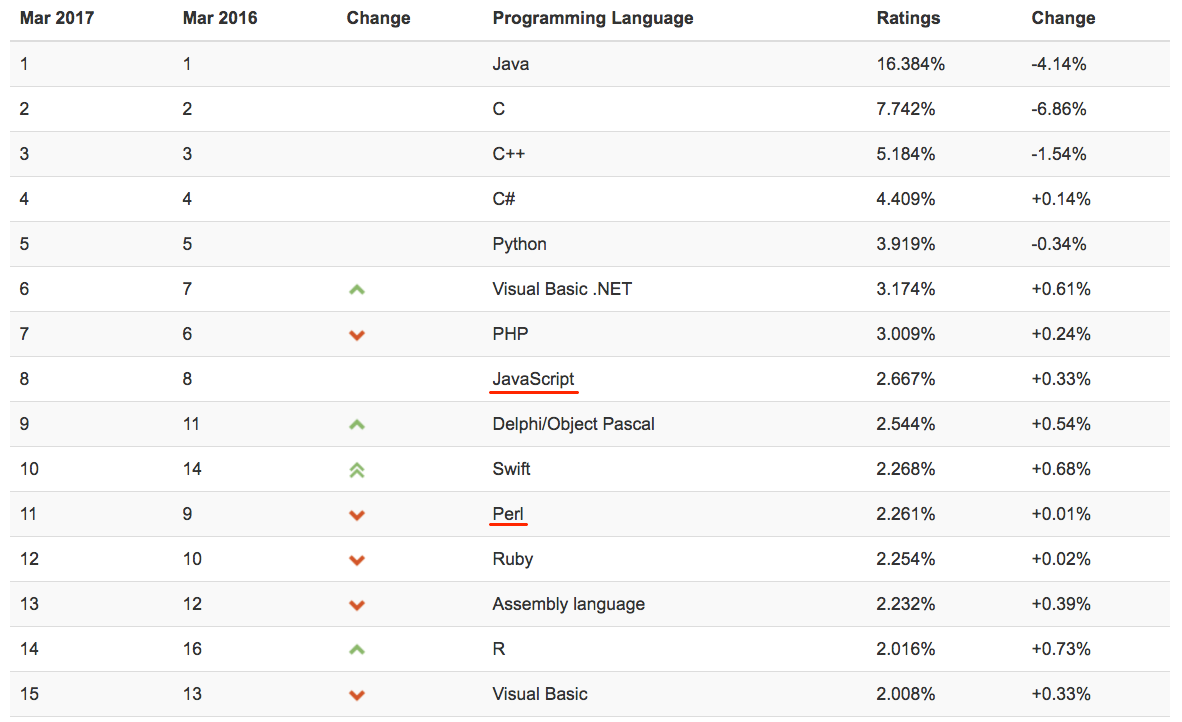 Mar 2017 Mar 2016 Change Programming Language Ratings Change
1 1 Java 16.384% -4.14%
2 2 C 7.742% -6.86%
3 3 C++ 5.184% -1.54%
4 4 C# 4.409% +0.14%
5 5 Python 3.919% -0.34%
6 7 Visual Basic .NET 3.174% +0.61%
7 6 PHP 3.009% +0.24%
8 8 JavaScript 2.667% +0.33%
9 11 Delphi/Object Pascal 2.544% +0.54%
10 14 Swift 2.268% +0.68%
11 9 Perl 2.261% +0.01%
12 10 Ruby 2.254% +0.02%
13 12 Assembly language 2.232% +0.39%
14 16 R 2.016% +0.73%
15 13 Visual Basic 2.008% +0.33%